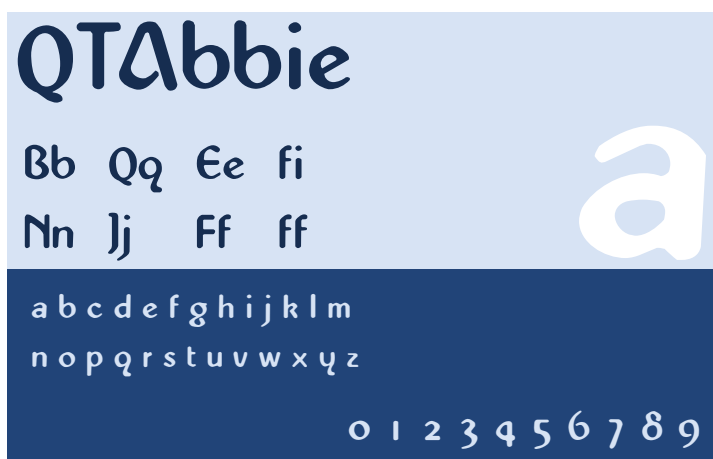 QTAbbie
Bb Qq Ee fi
Nn Jj Ff ff
a
a b c d e f g h i j k l m
n o p q r s t u v w x y z
0 1 2 3 4 5 6 7 8 9